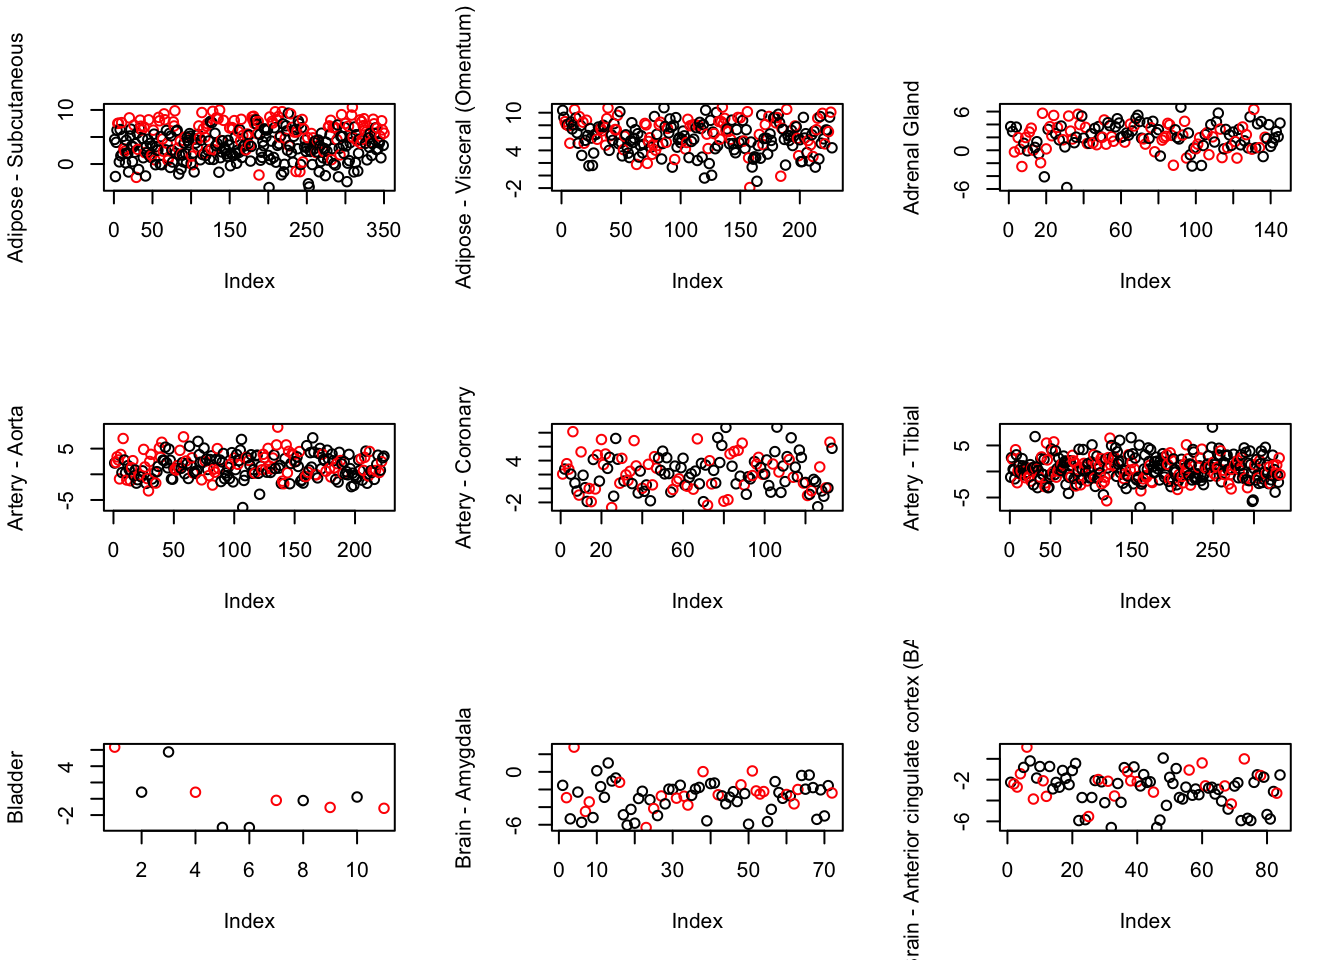 Adipose - Subcutaneous
0 10
0 50 150 250 350
Index
Adipose - Visceral (Omentum)
-2 4 10
0 50 100 150 200
Index
Adrenal Gland
-6 0 6
0 20 60 100 140
Index
Artery - Aorta
-5 5
0 50 100 150 200
Index
Artery - Coronary
-2 4
0 20 60 100
Index
Artery - Tibial
-5 5
0 50 150 250
Index
Bladder
-2 4
2 4 6 8 10
Index
Brain - Amygdala
-6 0
0 10 30 50 70
Index
rain - Anterior cingulate cortex (BA
-6 -2
0 20 40 60 80
Index